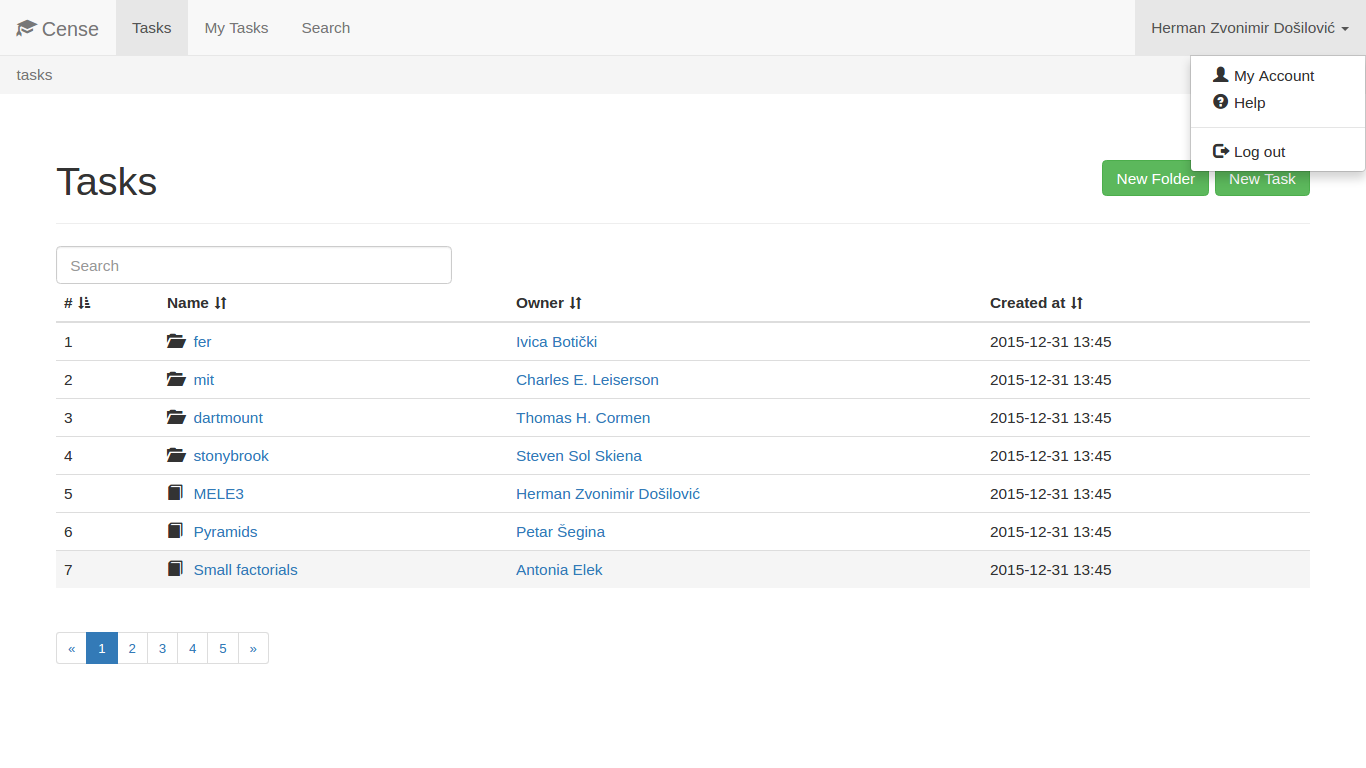 Cense Tasks My Tasks Search Herman Zvonimir Došilović
tasks
My Account
Help
Log out
Tasks
New Folder New Task
Search
# Name Owner Created at
1 fer Ivica Botički 2015-12-31 13:45
2 mit Charles E. Leiserson 2015-12-31 13:45
3 dartmount Thomas H. Cormen 2015-12-31 13:45
4 stonybrook Steven Sol Skiena 2015-12-31 13:45
5 MELE3 Herman Zvonimir Došilović 2015-12-31 13:45
6 Pyramids Petar Šegina 2015-12-31 13:45
7 Small factorials Antonia Elek 2015-12-31 13:45
« 1 2 3 4 5 »